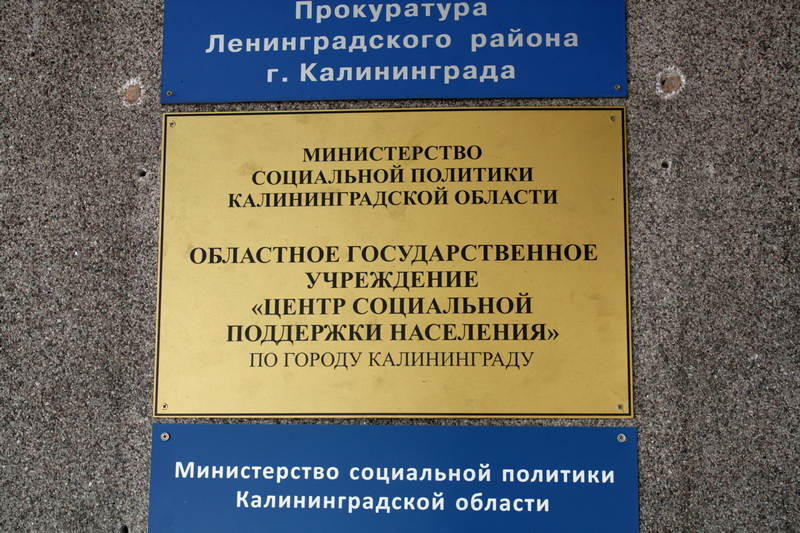 Прокуратура
Ленинградского района
г. Калининграда
МИНИСТЕРСТВО
СОЦИАЛЬНОЙ ПОЛИТИКИ
КАЛИНИНГРАДСКОЙ ОБЛАСТИ
ОБЛАСТНОЕ ГОСУДАРСТВЕННОЕ
УЧРЕЖДЕНИЕ
«ЦЕНТР СОЦИАЛЬНОЙ
ПОДДЕРЖКИ НАСЕЛЕНИЯ»
ПО ГОРОДУ КАЛИНИНГРАДУ
Министерство социальной политики
Калининградской области